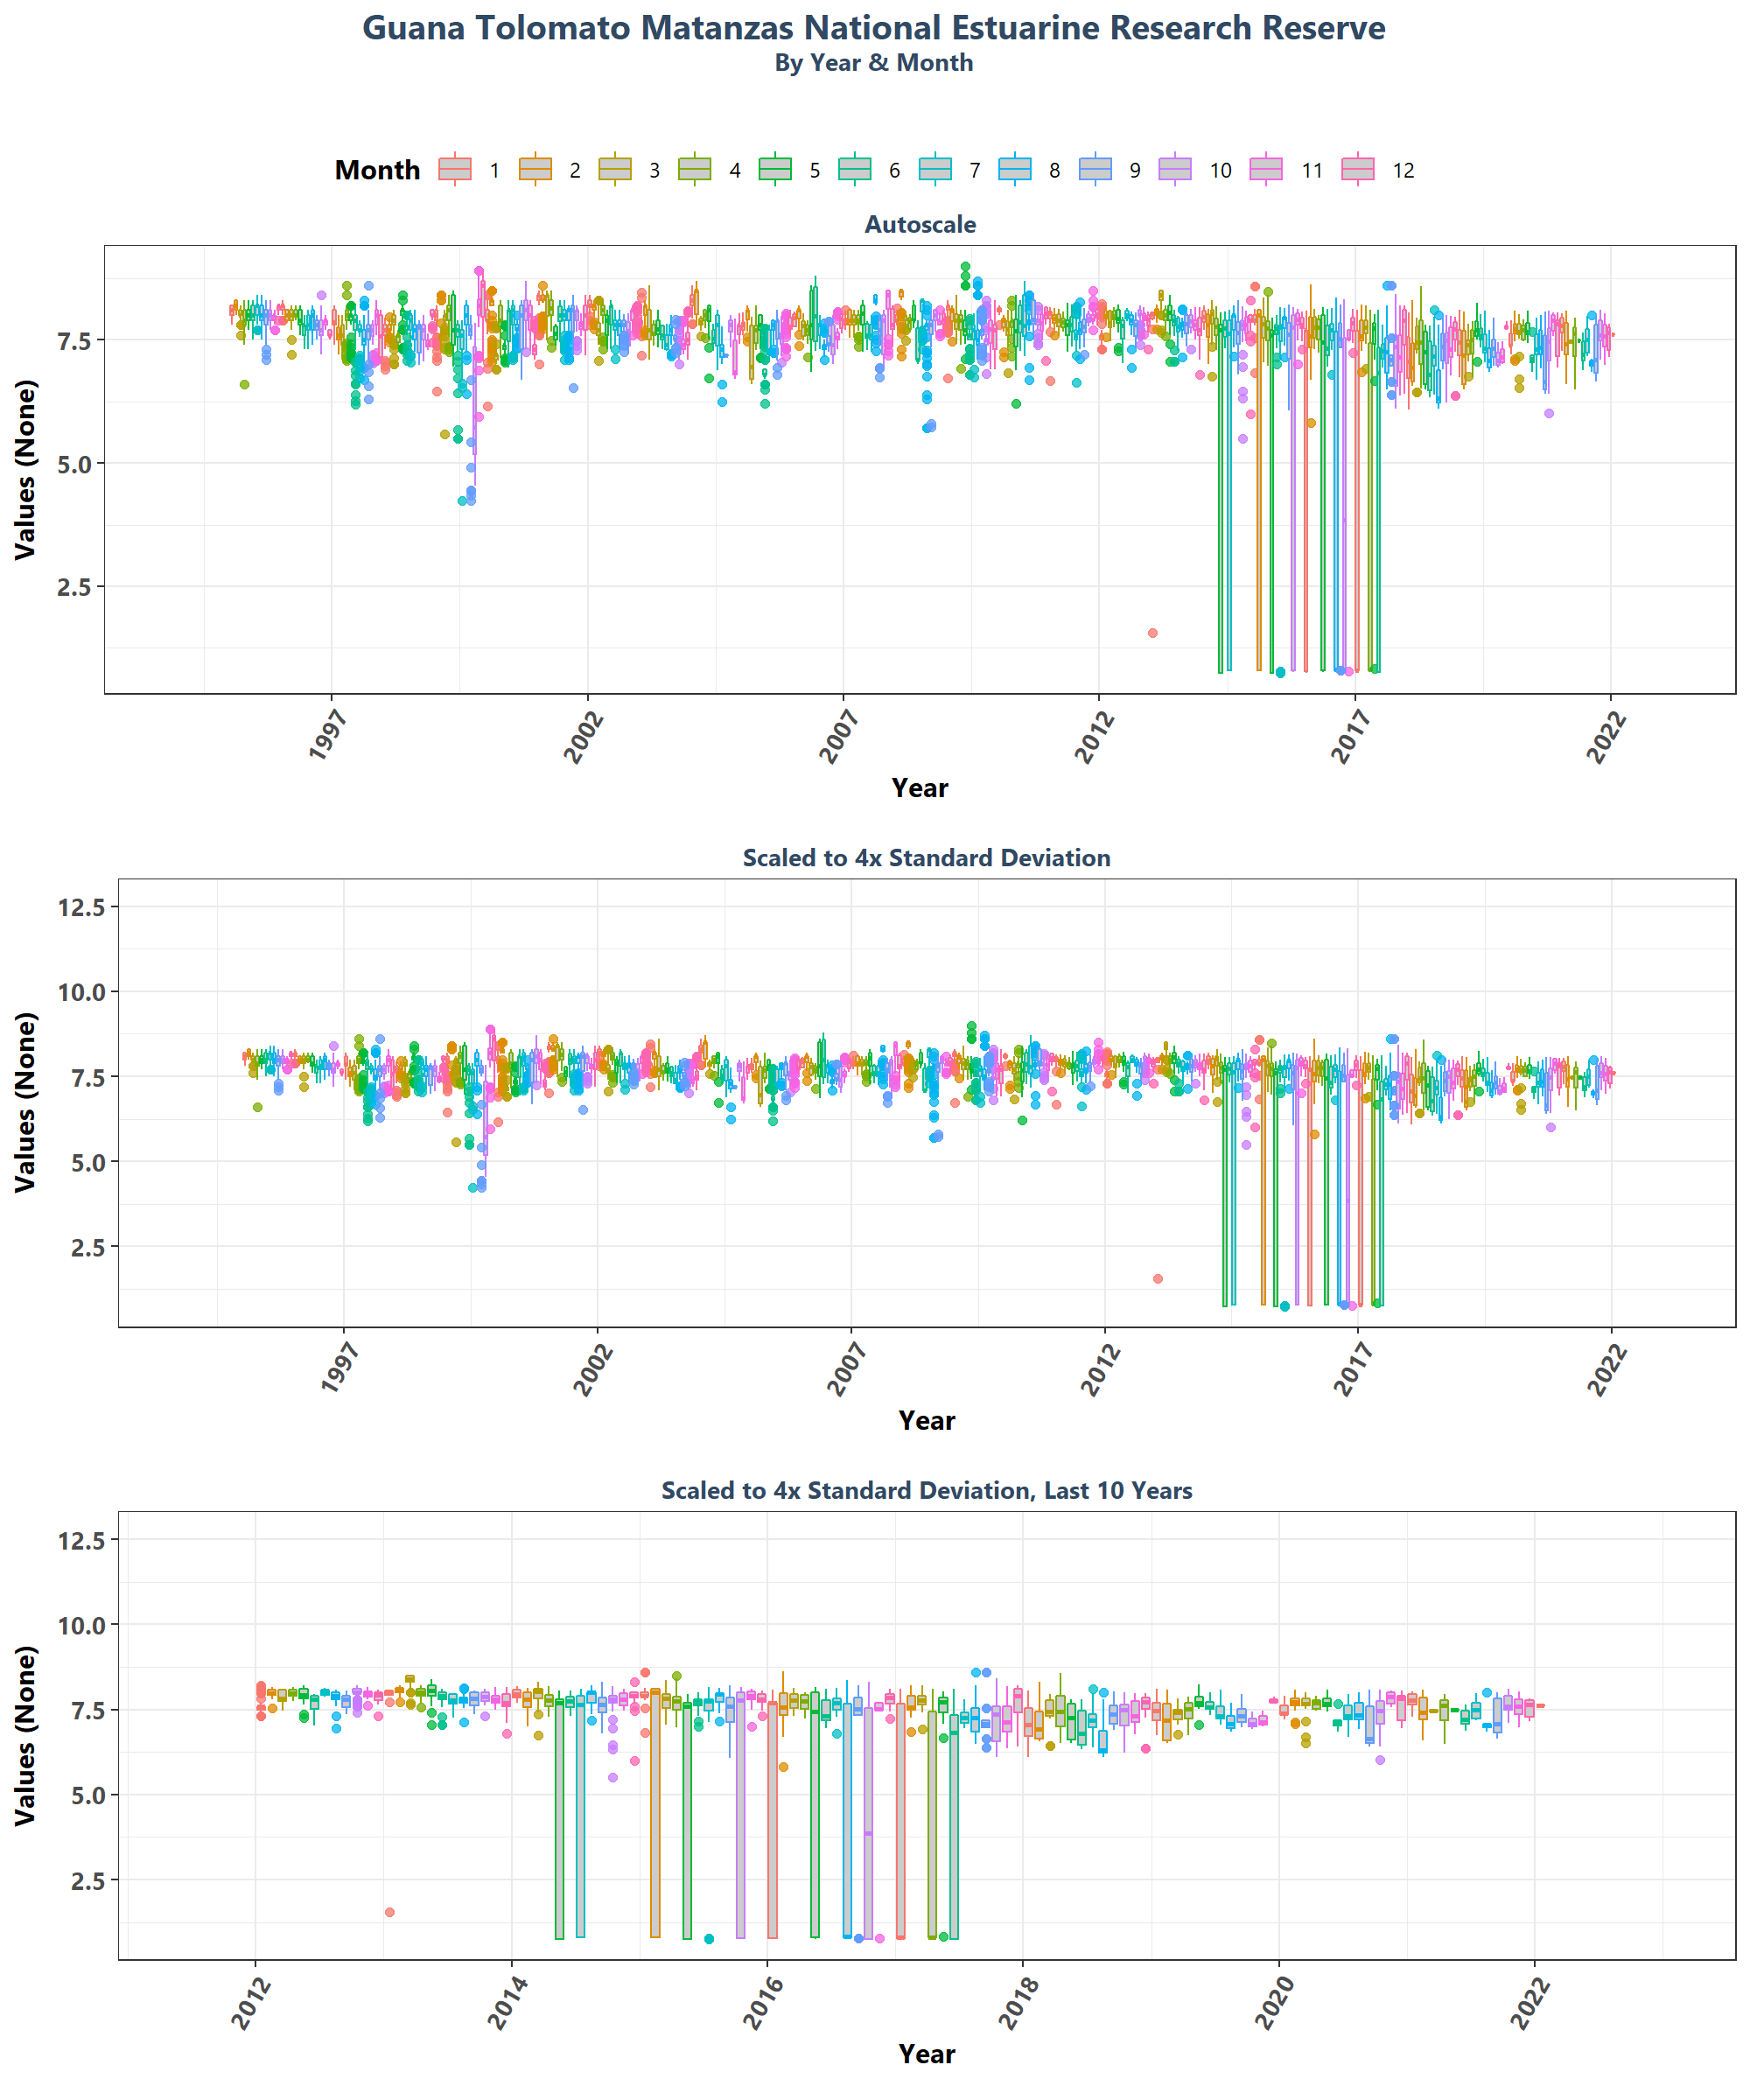 Guana Tolomato Matanzas National Estuarine Research Reserve
By Year & Month
Month 1 2 3 4 5 6 7 8 9 10 11 12
Autoscale
Values (None)
7.5
5.0
2.5
1997 2002 2007 2012 2017 2022
Year
Scaled to 4x Standard Deviation
Values (None)
12.5
10.0
7.5
5.0
2.5
1997 2002 2007 2012 2017 2022
Year
Scaled to 4x Standard Deviation, Last 10 Years
Values (None)
12.5
10.0
7.5
5.0
2.5
2012 2014 2016 2018 2020 2022
Year